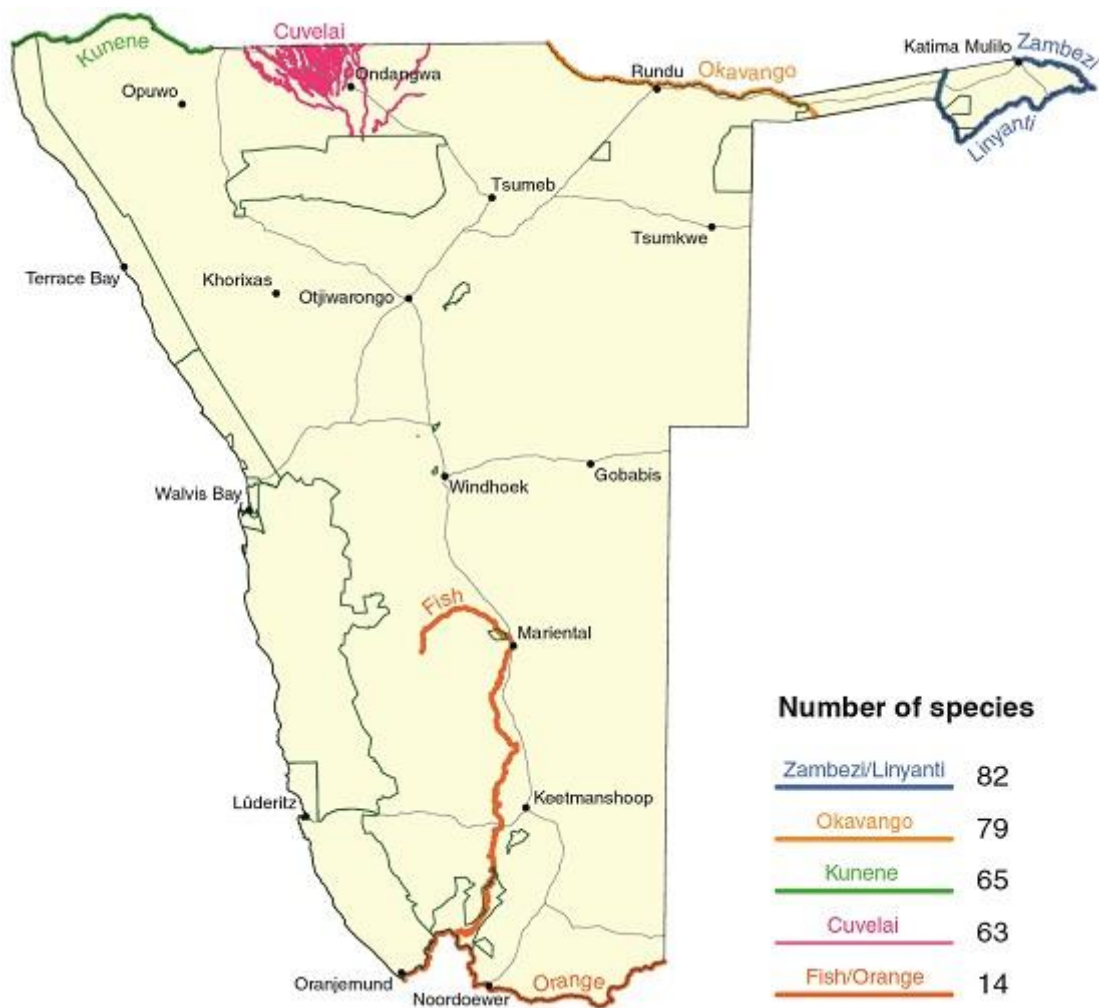 Kunene
Cuvelai
Ondangwa
Opuwo
Rundu
Okavango
Katima Mulilo
Zambezi
Linyanti
Tsumeb
Tsumkwe
Terrace Bay
Khorixas
Otjiwarongo
Walvis Bay
Windhoek
Gobabis
Fish
Mariental
Lûderitz
Keetmanshoop
Oranjemund
Noordoewer
Orange
Number of species
Zambezi/Linyanti 82
Okavango 79
Kunene 65
Cuvelai 63
Fish/Orange 14